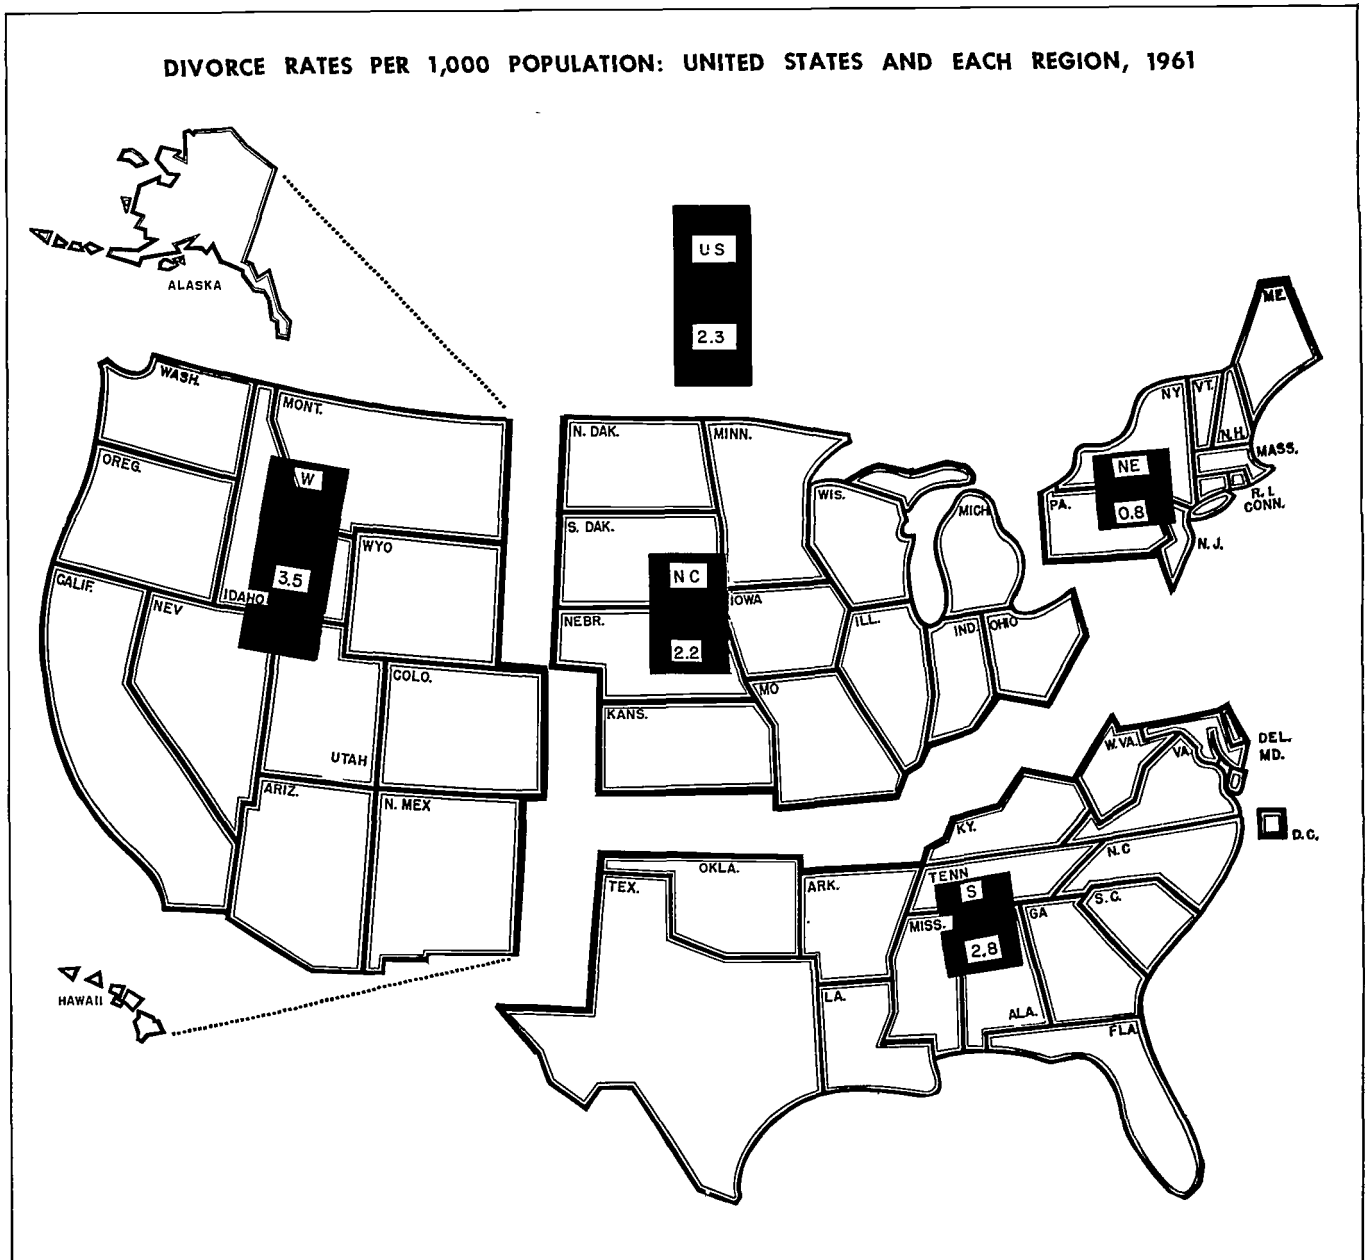 DIVORCE RATES PER 1,000 POPULATION: UNITED STATES AND EACH REGION, 1961
ALASKA
US
2.3
ME.
WASH.
MONT.
OREG.
W
3.5
IDAHO
WYO
CALIF.
NEV
UTAH
COLO.
ARIZ.
N. MEX
HAWAII
N. DAK.
MINN.
S. DAK.
WIS.
MICH
NC
2.2
NEBR.
IOWA
ILL.
IND.
OHIO
KANS.
MO
NY
VT.
N.H.
MASS.
NE
0.8
PA.
R.I.
CONN.
N.J.
W.VA.
VA.
DEL.
MD.
D.C.
KY.
N.C
TENN
S
2.8
S.C.
OKLA.
TEX.
ARK.
MISS.
GA
LA.
ALA.
FLA.